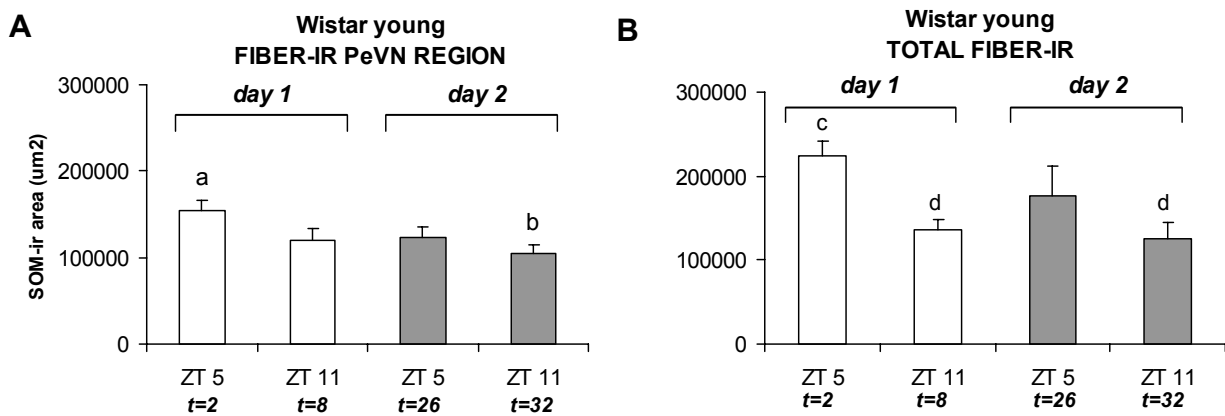 A
Wistar young
FIBER-IR PeVN REGION
SOM-ir area (um2)
300000
200000
100000
0
day 1
day 2
a
b
ZT 5
ZT 11
ZT 5
ZT 11
t=2
t=8
t=26
t=32
B
Wistar young
TOTAL FIBER-IR
300000
200000
100000
0
day 1
day 2
c
d
d
ZT 5
ZT 11
ZT 5
ZT 11
t=2
t=8
t=26
t=32